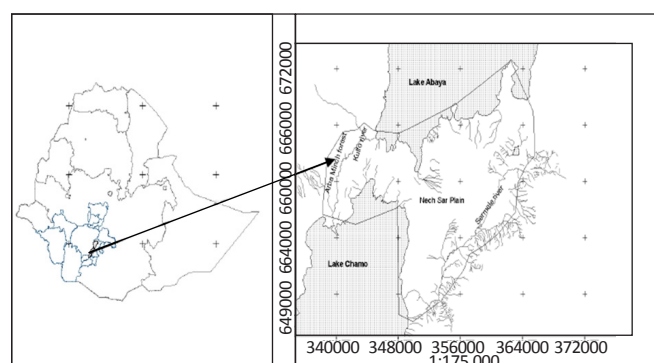 672000
Lake Abaya
666000
Arba Minch forest
Kulfo river
660000
Nech Sar Plain
Sermale river
664000
Lake Chamo
649000
340000 348000 356000 364000 372000
1:175,000